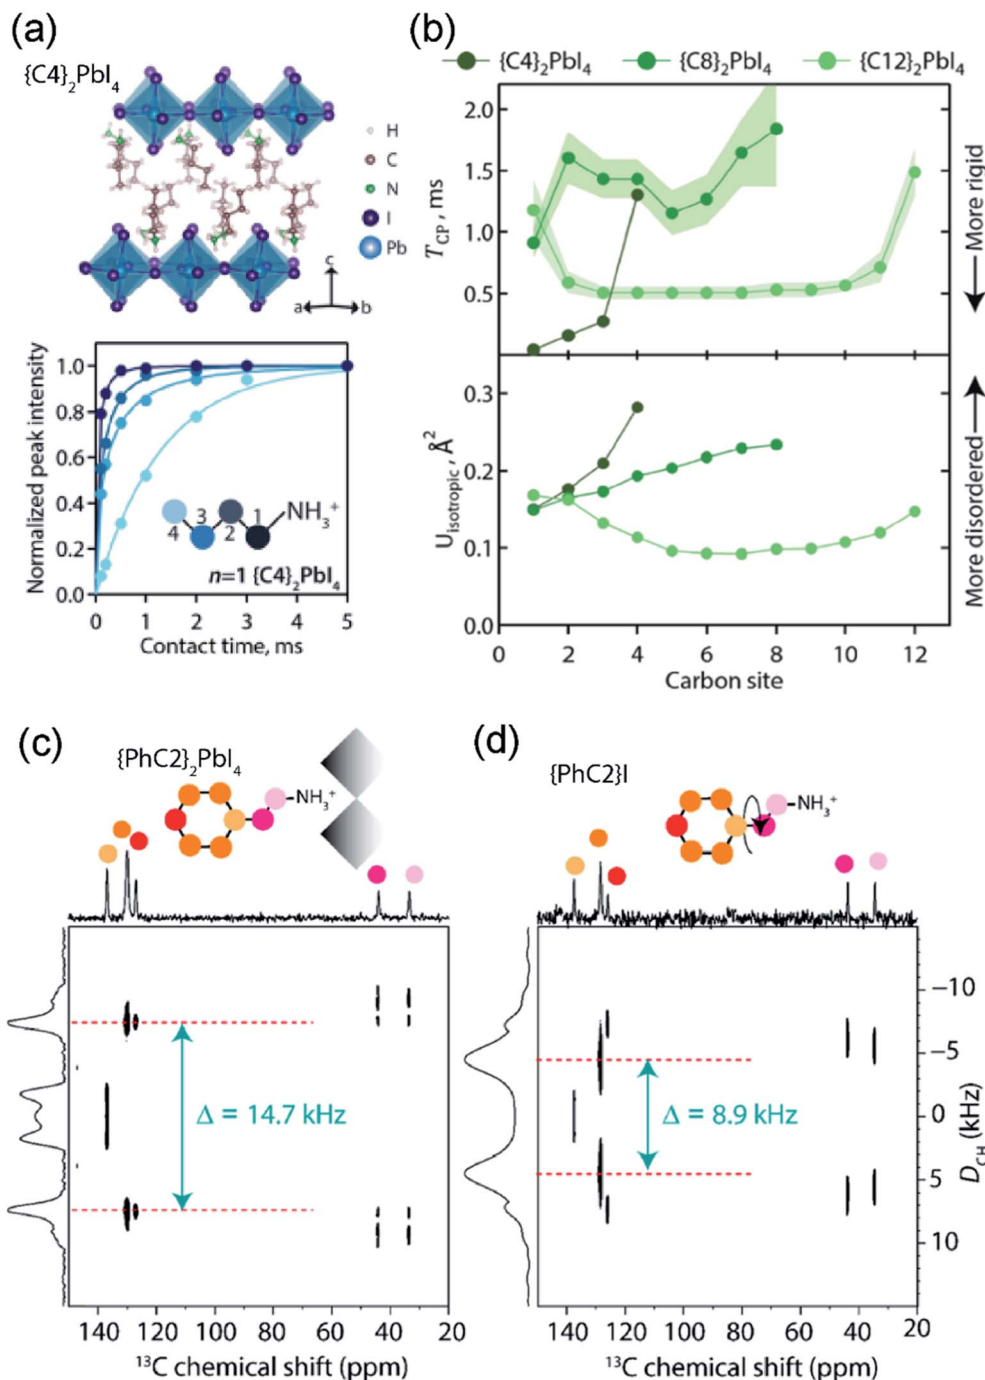 (a)
{C4}₂PbI₄
H
C
N
I
Pb
c
a
b
Normalized peak intensity
1.0
0.8
0.6
0.4
0.2
0.0
4
3
2
1
NH₃⁺
n=1 {C4}₂PbI₄
0 1 2 3 4 5
Contact time, ms
(b)
{C4}₂PbI₄ {C8}₂PbI₄ {C12}₂PbI₄
T_CP, ms
2.0
1.5
1.0
0.5
More rigid
U_isotropic, Å²
0.3
0.2
0.1
0.0
More disordered
0 2 4 6 8 10 12
Carbon site
(c)
{PhC2}₂PbI₄
NH₃⁺
Δ = 14.7 kHz
140 120 100 80 60 40 20
¹³C chemical shift (ppm)
(d)
{PhC2}I
NH₃⁺
Δ = 8.9 kHz
−10
−5
0
5
10
D_CH (kHz)
140 120 100 80 60 40 20
¹³C chemical shift (ppm)